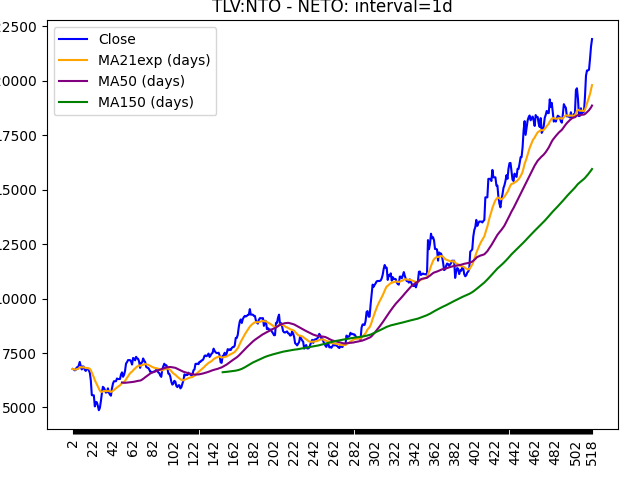 TLV:NTO - NETO: interval=1d
Close
MA21exp (days)
MA50 (days)
MA150 (days)
22500
20000
17500
15000
12500
10000
7500
5000
2 22 42 62 82 102 122 142 162 182 202 222 242 262 282 302 322 342 362 382 402 422 442 462 482 502 518